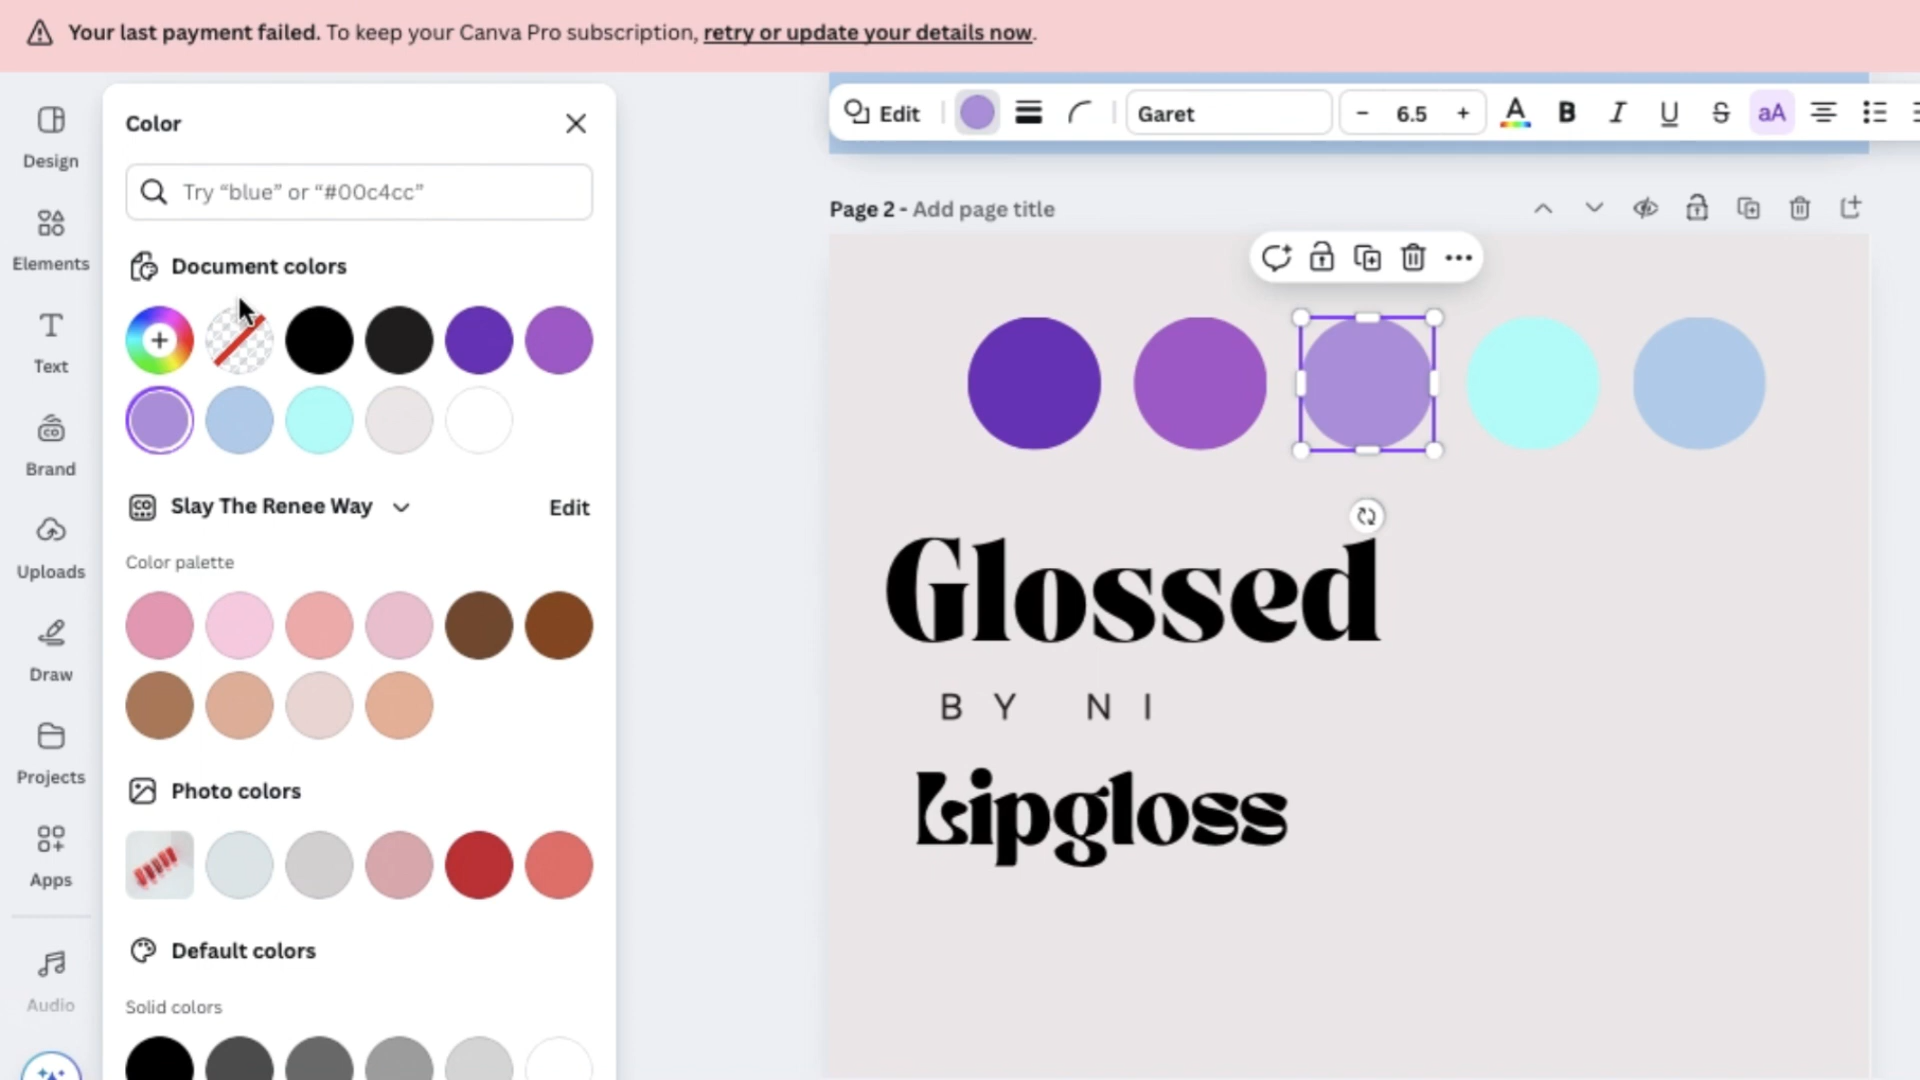 Your last payment failed. To keep your Canva Pro subscription, retry or update your details now.
Design
Elements
Text
Brand
Uploads
Draw
Projects
Apps
Audio
Color
Try “blue” or “#00c4cc”
Document colors
Slay The Renee Way
Edit
Color palette
Photo colors
Default colors
Solid colors
Edit
Garet
6.5
A B I U S aA
Page 2 - Add page title
Glossed
BY NI
Lipgloss